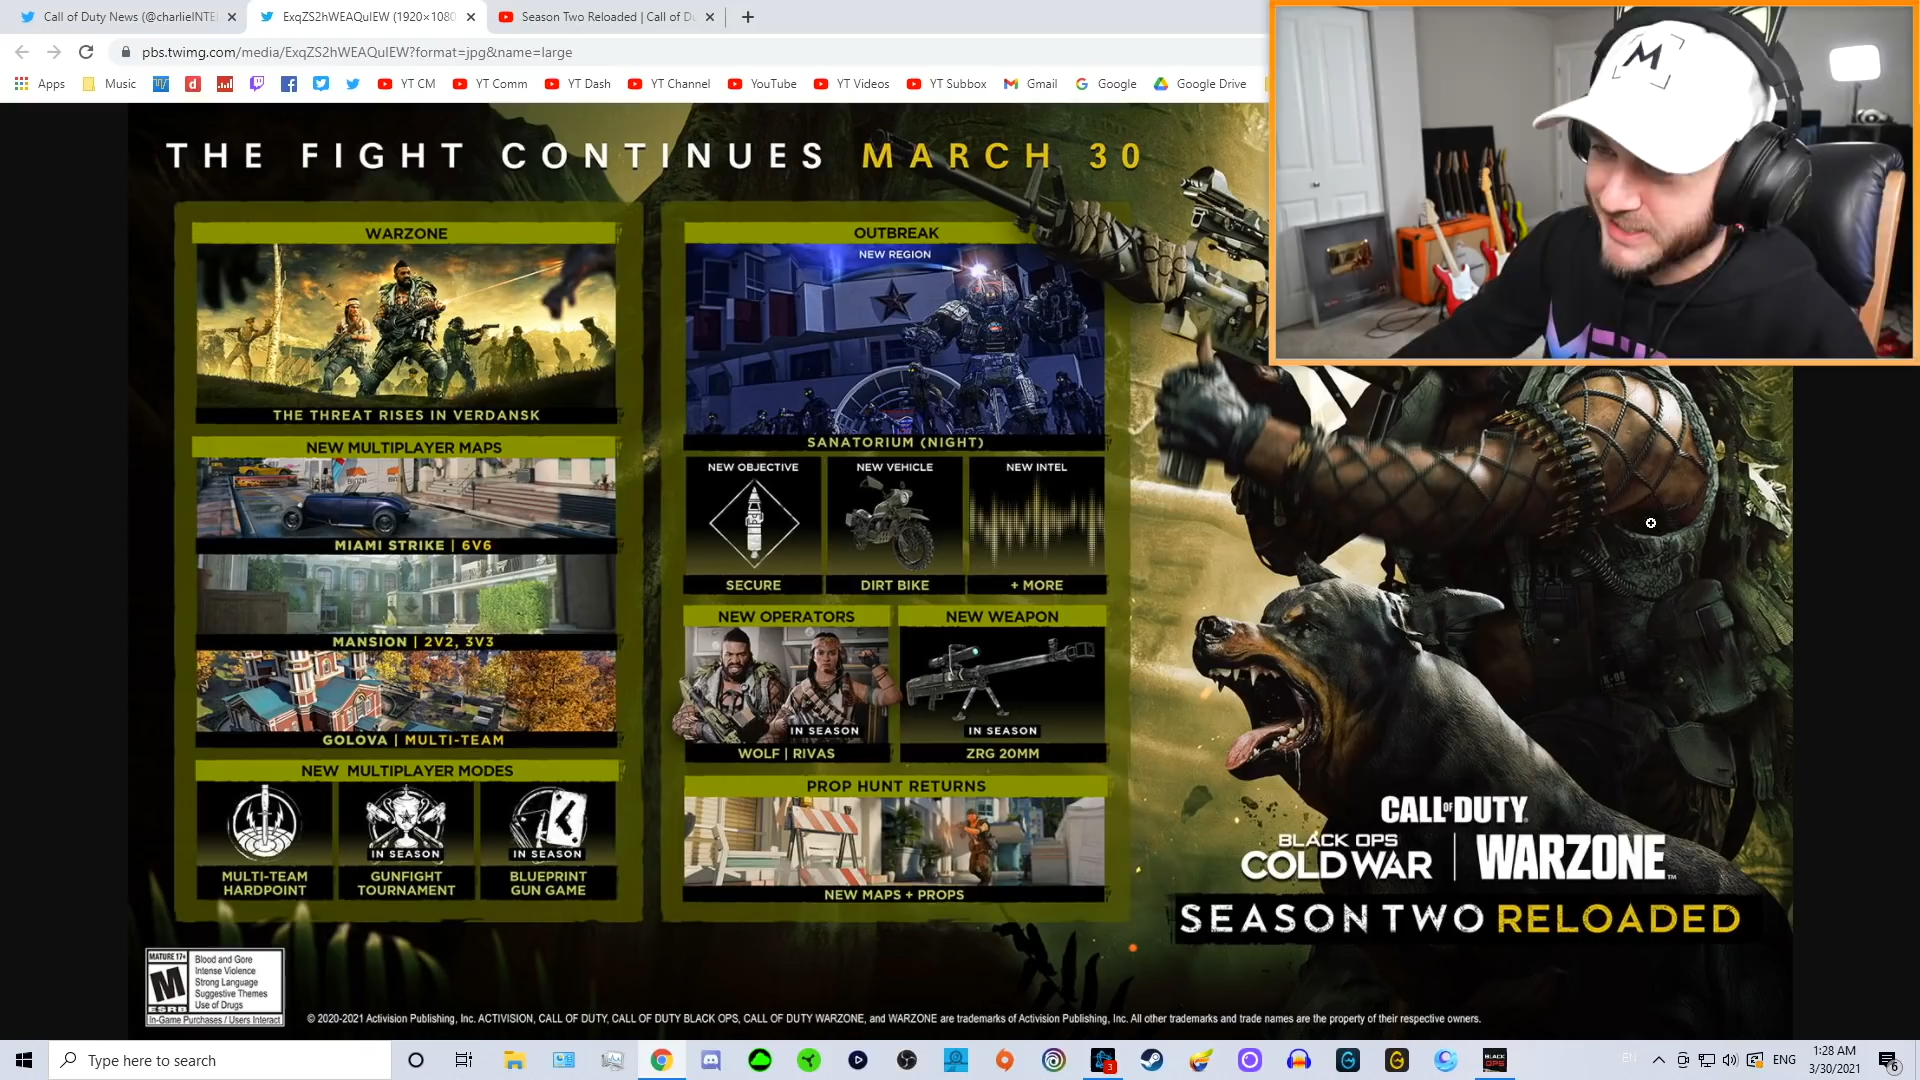 Call of Duty News (@charlieINTE
ExqZS2hWEAQuIEW (1920×1080
Season Two Reloaded | Call of Du
pbs.twimg.com/media/ExqZS2hWEAQuIEW?format=jpg&name=large
Apps Music YT CM YT Comm YT Dash YT Channel YouTube YT Videos YT Subbox Gmail Google Google Drive
THE FIGHT CONTINUES MARCH 30
WARZONE
THE THREAT RISES IN VERDANSK
NEW MULTIPLAYER MAPS
MIAMI STRIKE | 6V6
MANSION | 2V2, 3V3
GOLOVA | MULTI-TEAM
NEW MULTIPLAYER MODES
MULTI-TEAM
HARDPOINT
IN SEASON
GUNFIGHT
TOURNAMENT
IN SEASON
BLUEPRINT
GUN GAME
OUTBREAK
NEW REGION
SANATORIUM (NIGHT)
NEW OBJECTIVE
SECURE
NEW VEHICLE
DIRT BIKE
NEW INTEL
+ MORE
NEW OPERATORS
IN SEASON
WOLF | RIVAS
NEW WEAPON
IN SEASON
ZRG 20MM
PROP HUNT RETURNS
NEW MAPS + PROPS
CALL OF DUTY
BLACK OPS
COLD WAR | WARZONE™
SEASON TWO RELOADED
MATURE 17+
M
ESRB
Blood and Gore
Intense Violence
Strong Language
Suggestive Themes
Use of Drugs
In-Game Purchases / Users Interact
© 2020-2021 Activision Publishing, Inc. ACTIVISION, CALL OF DUTY, CALL OF DUTY BLACK OPS, CALL OF DUTY WARZONE, and WARZONE are trademarks of Activision Publishing, Inc. All other trademarks and trade names are the property of their respective owners.
Type here to search
3
BLACK
OPS
EN
ENG
1:28 AM
3/30/2021
6